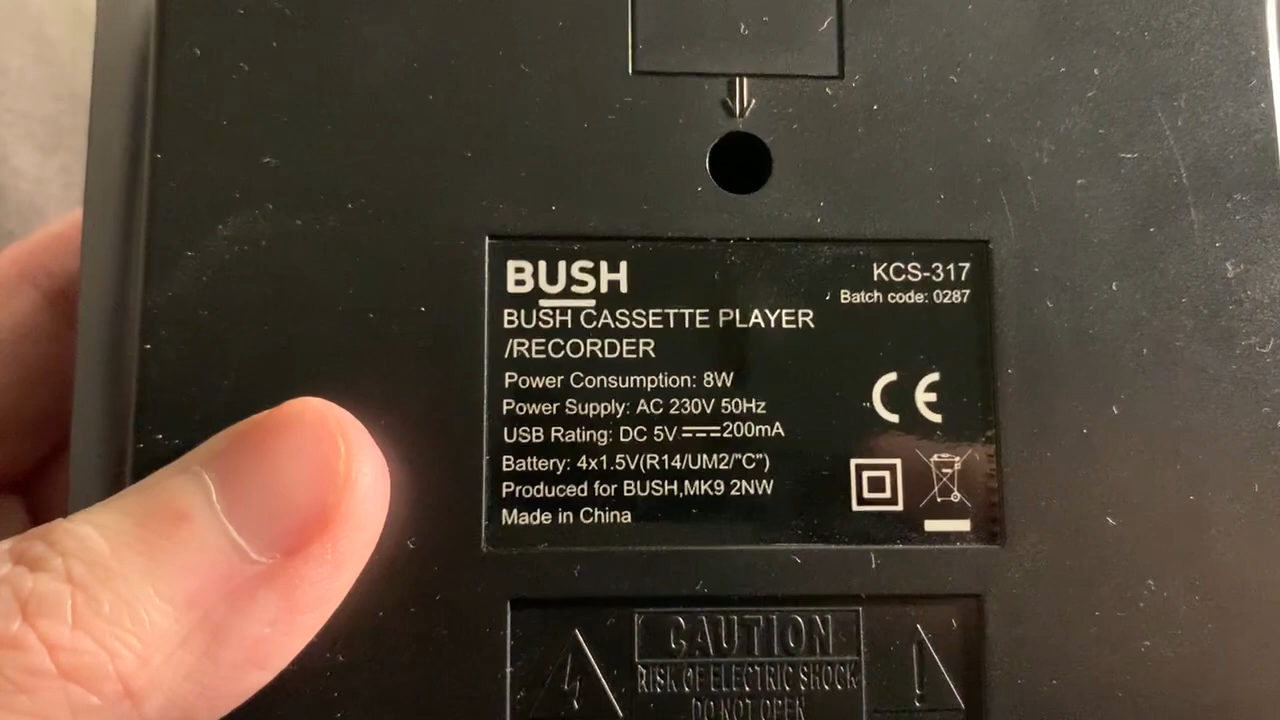 BUSH
KCS-317
Batch code: 0287
BUSH CASSETTE PLAYER
/RECORDER
Power Consumption: 8W
Power Supply: AC 230V 50Hz
USB Rating: DC 5V⎓200mA
Battery: 4x1.5V(R14/UM2/"C")
Produced for BUSH,MK9 2NW
Made in China
CE
CAUTION
RISK OF ELECTRIC SHOCK
DO NOT OPEN